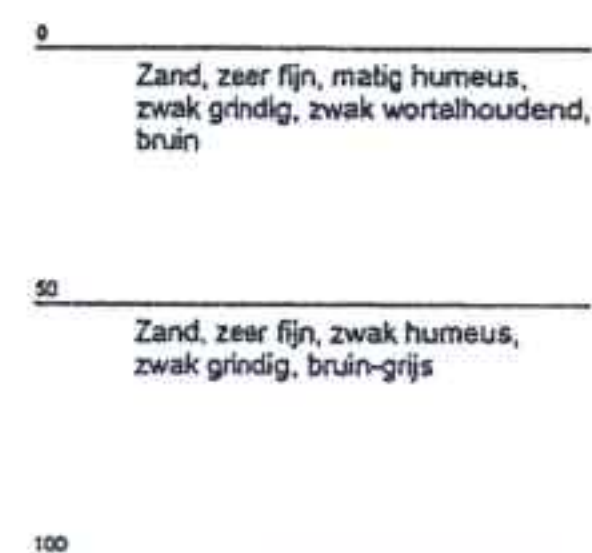 0
Zand, zeer fijn, matig humeus,
zwak grindig, zwak wortelhoudend,
bruin
50
Zand, zeer fijn, zwak humeus,
zwak grindig, bruin-grijs
100